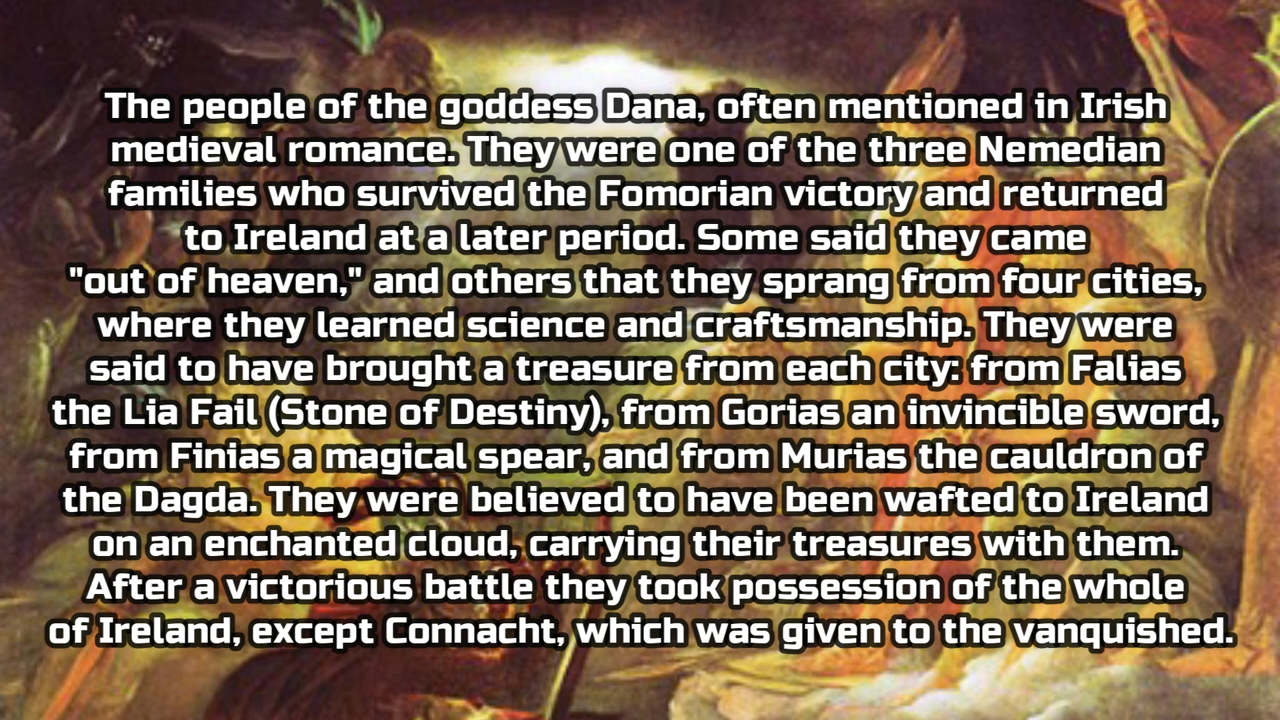 The people of the goddess Dana, often mentioned in Irish
medieval romance. They were one of the three Nemedian
families who survived the Fomorian victory and returned
to Ireland at a later period. Some said they came
"out of heaven," and others that they sprang from four cities,
where they learned science and craftsmanship. They were
said to have brought a treasure from each city: from Falias
the Lia Fail (Stone of Destiny), from Gorias an invincible sword,
from Finias a magical spear, and from Murias the cauldron of
the Dagda. They were believed to have been wafted to Ireland
on an enchanted cloud, carrying their treasures with them.
After a victorious battle they took possession of the whole
of Ireland, except Connacht, which was given to the vanquished.